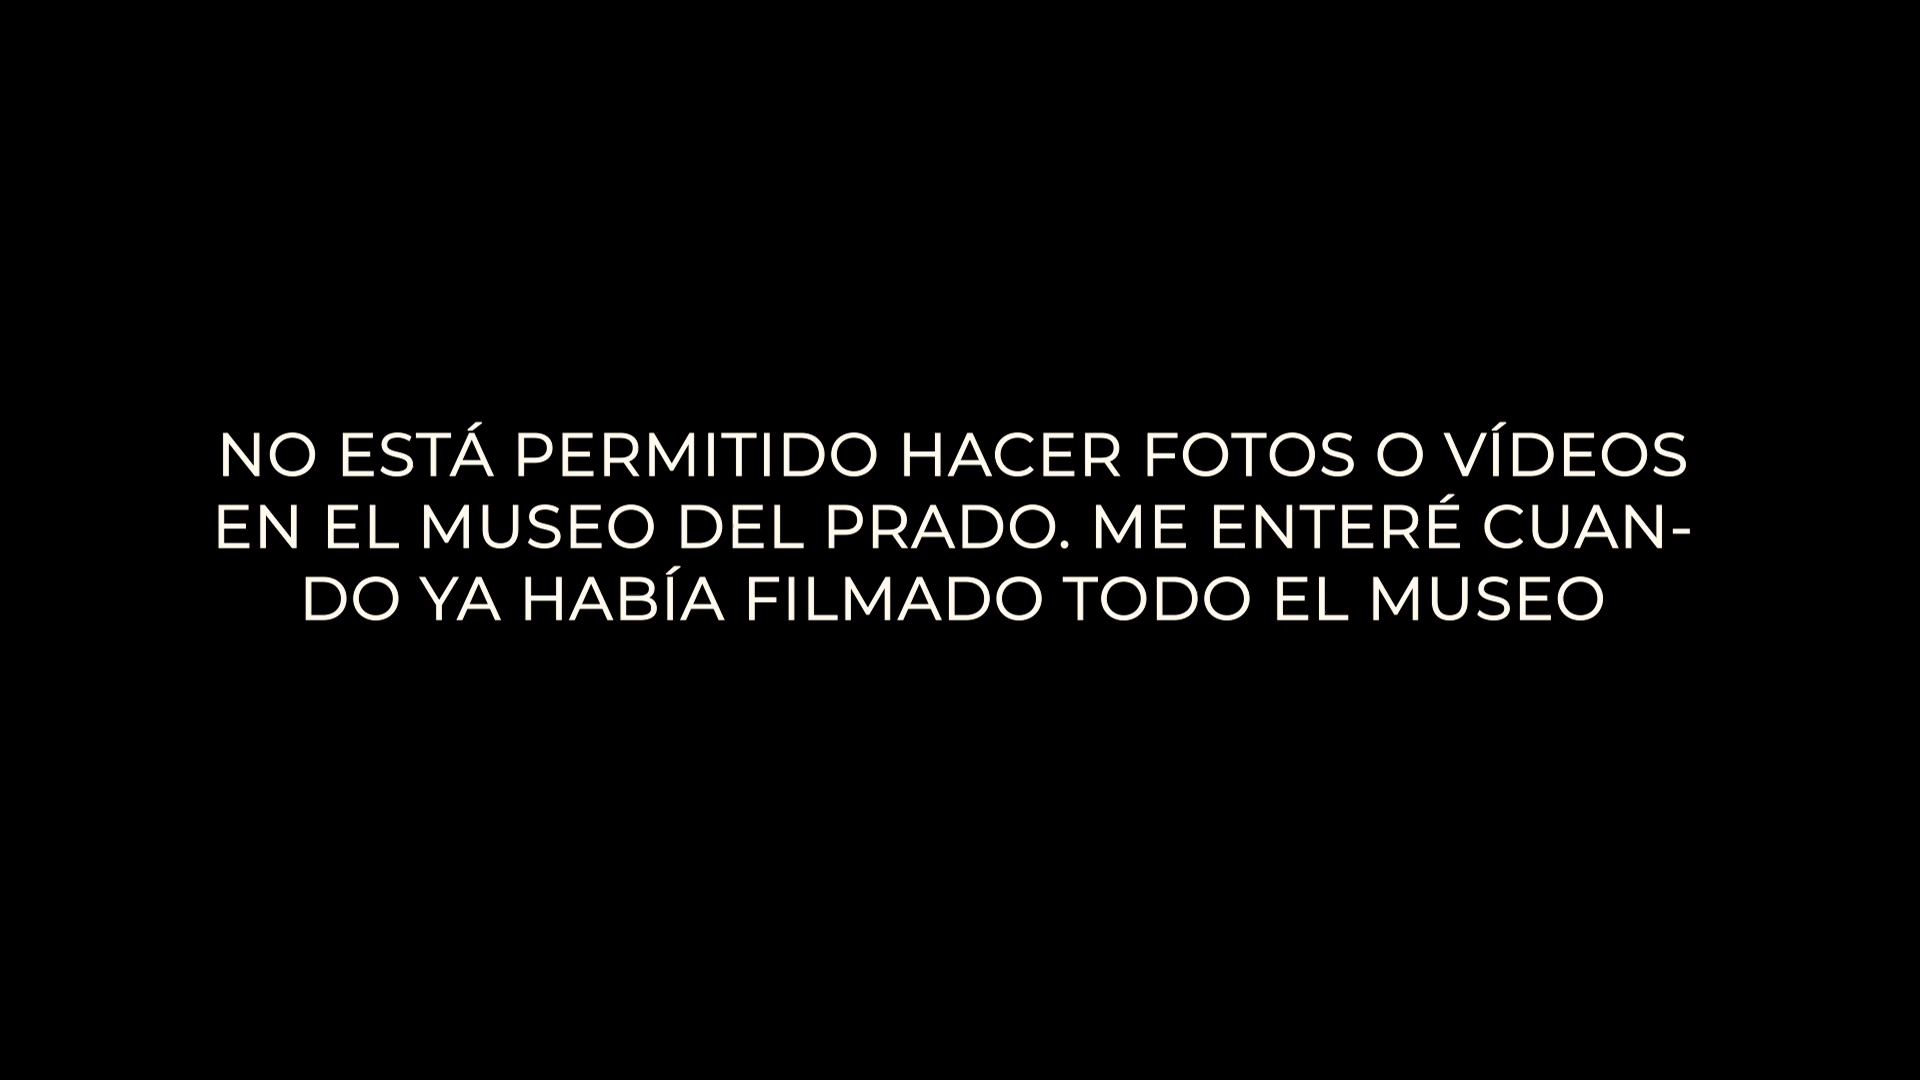 NO ESTÁ PERMITIDO HACER FOTOS O VÍDEOS
EN EL MUSEO DEL PRADO. ME ENTERÉ CUAN-
DO YA HABÍA FILMADO TODO EL MUSEO